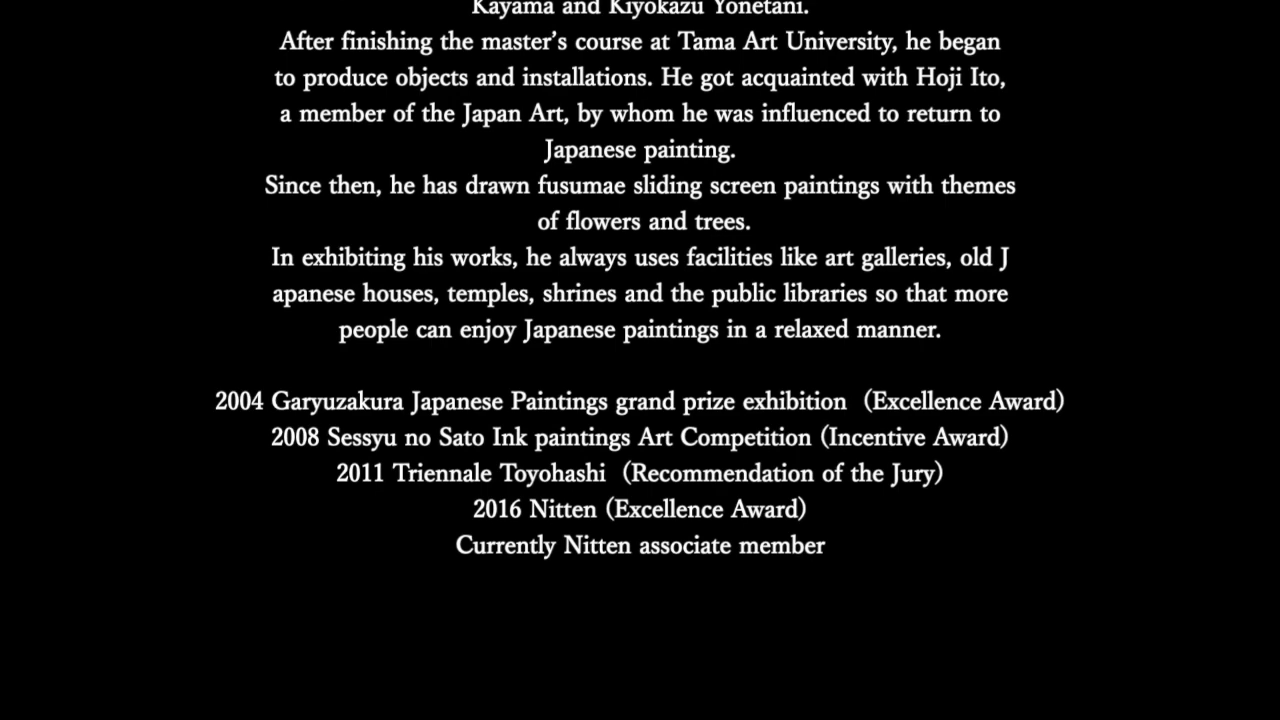 Kayama and Kiyokazu Yonetani.
After finishing the master’s course at Tama Art University, he began
to produce objects and installations. He got acquainted with Hoji Ito,
a member of the Japan Art, by whom he was influenced to return to
Japanese painting.
Since then, he has drawn fusumae sliding screen paintings with themes
of flowers and trees.
In exhibiting his works, he always uses facilities like art galleries, old J
apanese houses, temples, shrines and the public libraries so that more
people can enjoy Japanese paintings in a relaxed manner.
2004 Garyuzakura Japanese Paintings grand prize exhibition  (Excellence Award)
2008 Sessyu no Sato Ink paintings Art Competition (Incentive Award)
2011 Triennale Toyohashi  (Recommendation of the Jury)
2016 Nitten (Excellence Award)
Currently Nitten associate member